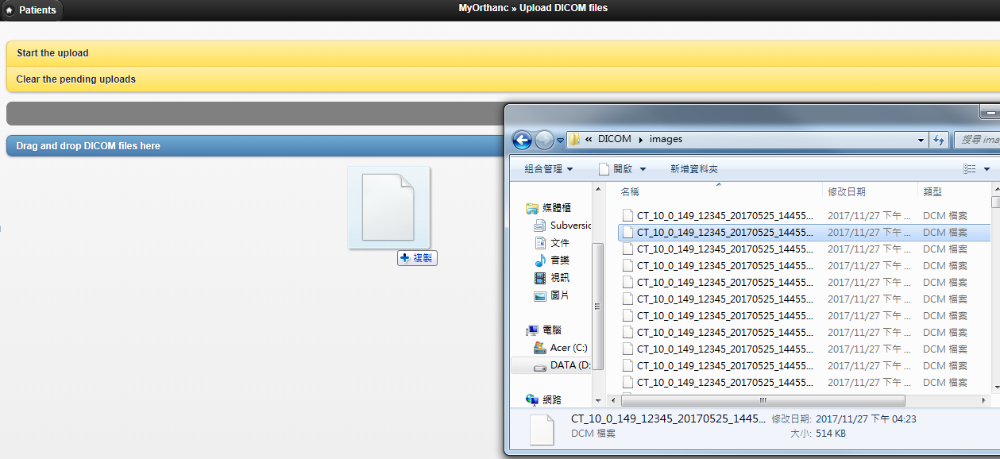 Patients
MyOrthanc » Upload DICOM files
Start the upload
Clear the pending uploads
Drag and drop DICOM files here
複製
« DICOM images
搜尋 ima
組合管理 開啟 新增資料夾
媒體櫃
Subversio
文件
音樂
視訊
圖片
電腦
Acer (C:)
DATA (D:
網路
名稱 修改日期 類型
CT_10_0_149_12345_20170525_14455... 2017/11/27 下午 ... DCM 檔案
CT_10_0_149_12345_20170525_14455... 2017/11/27 下午 ... DCM 檔案
CT_10_0_149_12345_20170525_14455... 2017/11/27 下午 ... DCM 檔案
CT_10_0_149_12345_20170525_14455... 2017/11/27 下午 ... DCM 檔案
CT_10_0_149_12345_20170525_14455... 2017/11/27 下午 ... DCM 檔案
CT_10_0_149_12345_20170525_14455... 2017/11/27 下午 ... DCM 檔案
CT_10_0_149_12345_20170525_14455... 2017/11/27 下午 ... DCM 檔案
CT_10_0_149_12345_20170525_14455... 2017/11/27 下午 ... DCM 檔案
CT_10_0_149_12345_20170525_14455... 2017/11/27 下午 ... DCM 檔案
CT_10_0_149_12345_20170525_14455... 2017/11/27 下午 ... DCM 檔案
CT_10_0_149_12345_20170525_14455... 2017/11/27 下午 ... DCM 檔案
CT_10_0_149_12345_20170525_1445... 修改日期: 2017/11/27 下午 04:23
DCM 檔案 大小: 514 KB